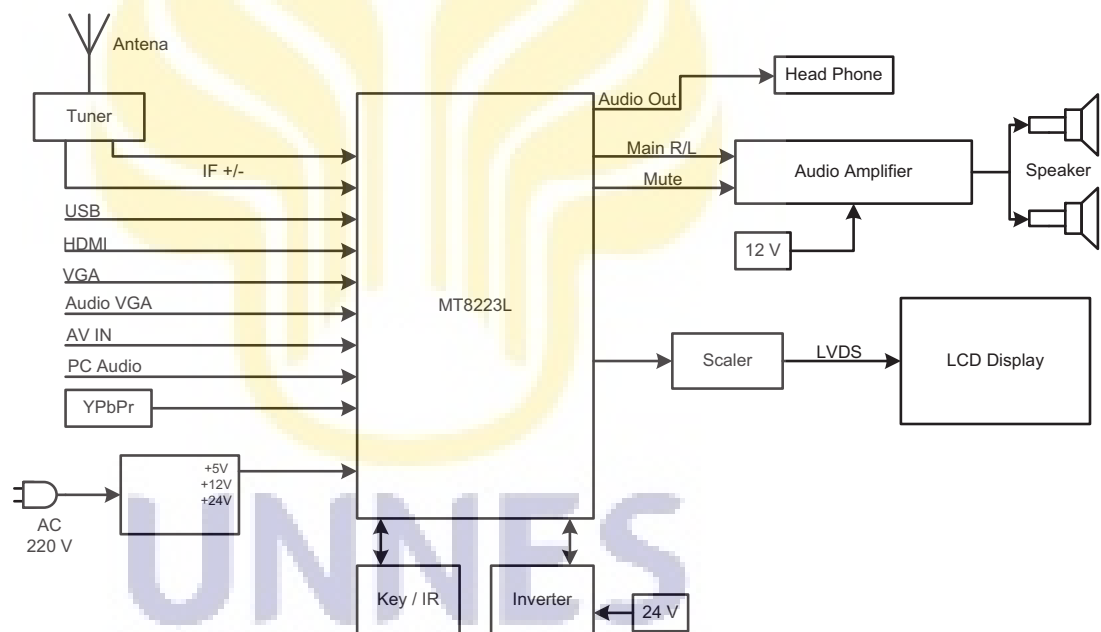 Antena
Tuner
IF +/-
USB
HDMI
VGA
Audio VGA
AV IN
PC Audio
YPbPr
+5V
+12V
+24V
AC
220 V
MT8223L
Audio Out
Head Phone
Main R/L
Mute
Audio Amplifier
Speaker
12 V
Scaler
LVDS
LCD Display
Key / IR
Inverter
24 V
UNNES